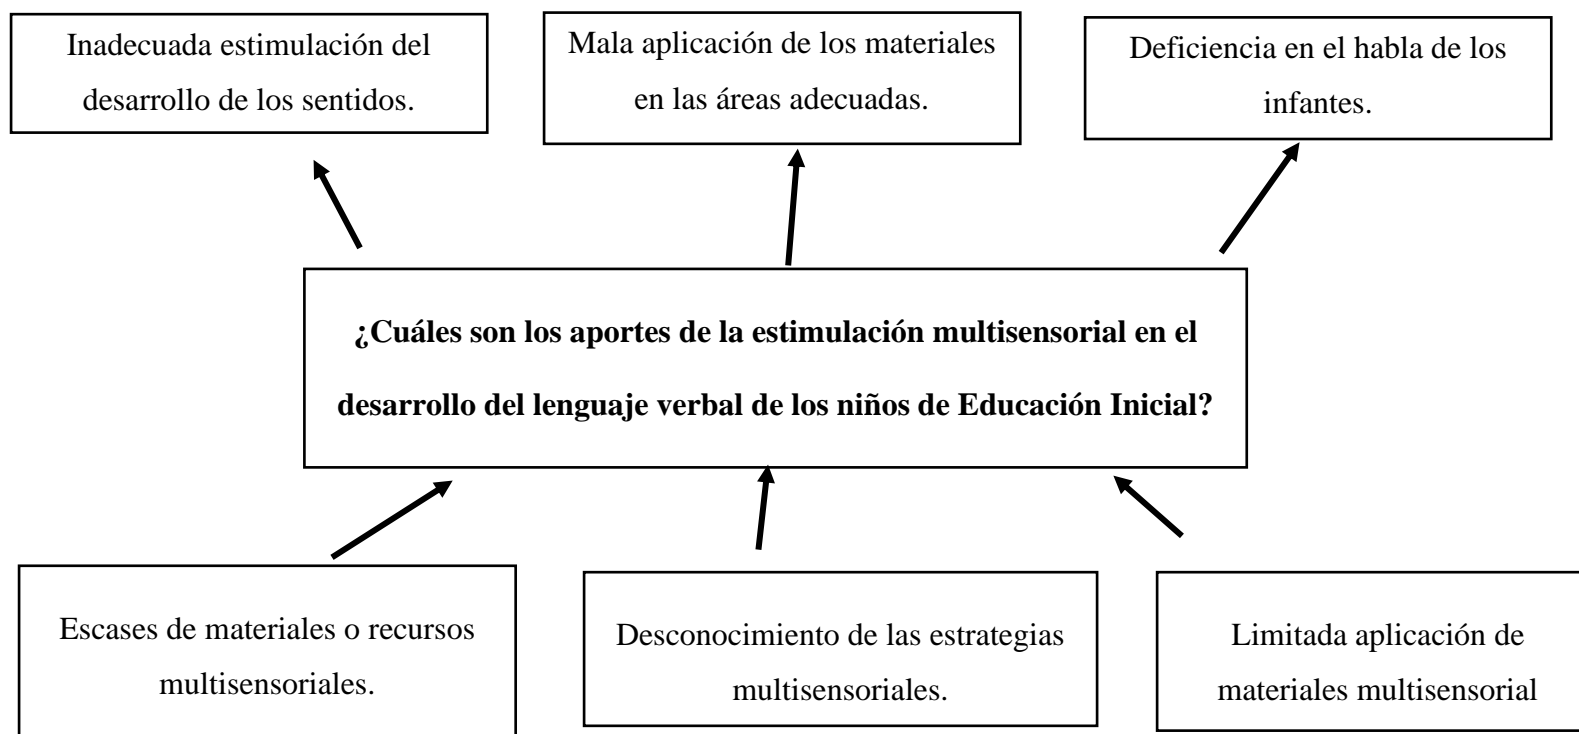 Inadecuada estimulación del
desarrollo de los sentidos.
Mala aplicación de los materiales
en las áreas adecuadas.
Deficiencia en el habla de los
infantes.
¿Cuáles son los aportes de la estimulación multisensorial en el
desarrollo del lenguaje verbal de los niños de Educación Inicial?
Escases de materiales o recursos
multisensoriales.
Desconocimiento de las estrategias
multisensoriales.
Limitada aplicación de
materiales multisensorial